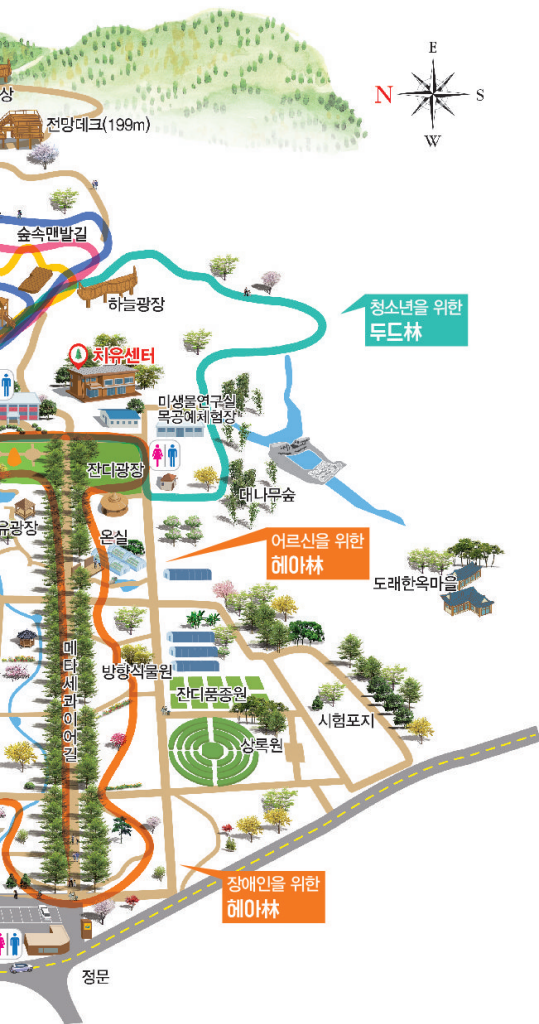 E
N
S
W
상
전망데크(199m)
숲속맨발길
하늘광장
청소년을 위한
두드림林
치유센터
미생물연구실
목공예체험장
잔디광장
대나무숲
유광장
온실
어르신을 위한
헤아林
도래한옥마을
메타세콰이어길
방향식물원
잔디품종원
상록원
시험포지
장애인을 위한
헤아林
정문